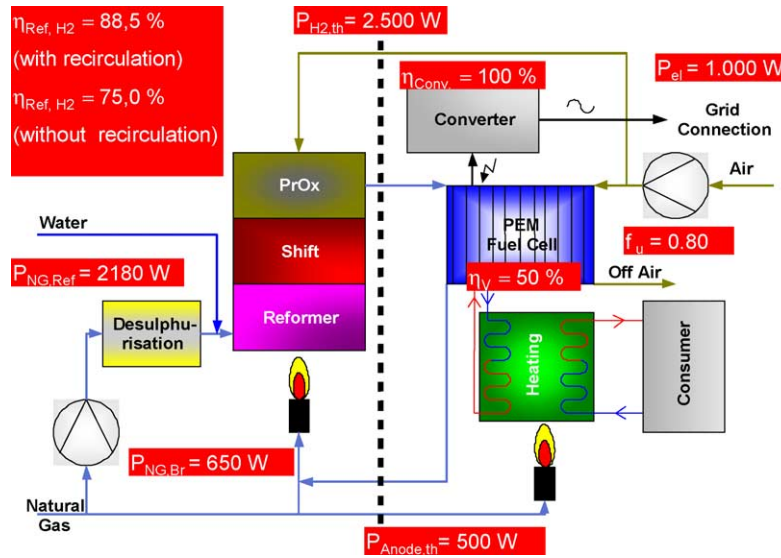 ηRef, H2 = 88,5 %
(with recirculation)
ηRef, H2 = 75,0 %
(without recirculation)
PH2,th = 2.500 W
ηConv. = 100 %
Pel = 1.000 W
Converter
Grid
Connection
PrOx
Air
Water
Shift
PEM
Fuel Cell
fu = 0.80
PNG,Ref = 2180 W
Off Air
ηV = 50 %
Desulphu-
risation
Reformer
Heating
Consumer
PNG,Br = 650 W
Natural
Gas
PAnode,th = 500 W